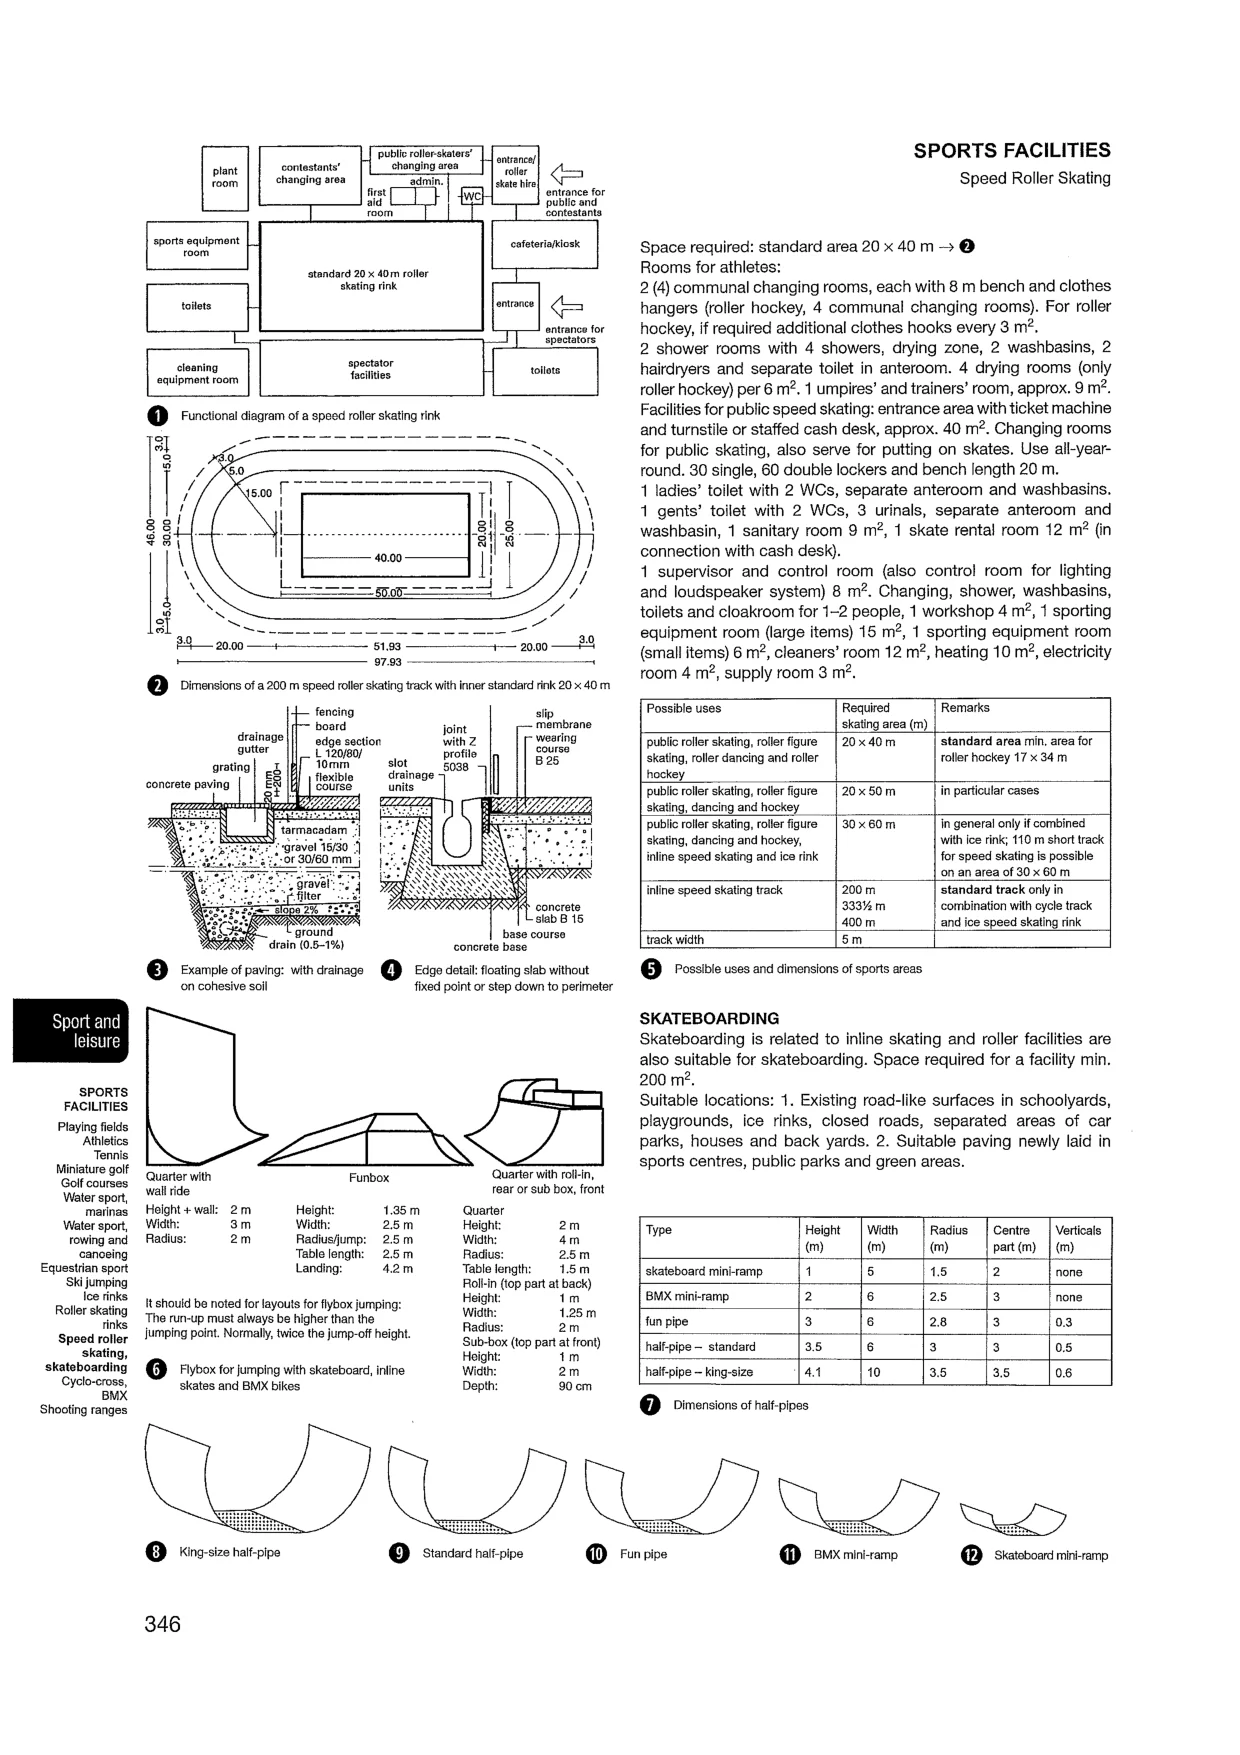 SPORTS FACILITIES
Speed Roller Skating
plant
room
contestants'
changing area
public roller-skaters'
changing area
entrance/
roller
skate hire
admin.
first
aid
room
WC
entrance for
public and
contestants
sports equipment
room
standard 20 × 40 m roller
skating rink
cafeteria/kiosk
toilets
entrance
entrance for
spectators
cleaning
equipment room
spectator
facilities
toilets
1 Functional diagram of a speed roller skating rink
3.0
5.0
46.00
30.00
5.0
3.0
3.0
5.0
15.00
40.00
50.00
20.00
25.00
3.0
20.00
51.93
20.00
3.0
97.93
2 Dimensions of a 200 m speed roller skating track with inner standard rink 20 × 40 m
fencing
board
edge section
L 120/80/
10mm
flexible
course
drainage
gutter
grating
concrete paving
20 mm
+200
tarmacadam
gravel 15/30
or 30/60 mm
gravel
filter
slope 2%
ground
drain (0.5–1%)
3 Example of paving: with drainage
on cohesive soil
joint
with Z
profile
5038
slot
drainage
units
slip
membrane
wearing
course
B 25
concrete
slab B 15
base course
concrete base
4 Edge detail: floating slab without
fixed point or step down to perimeter
Space required: standard area 20 × 40 m → 2
Rooms for athletes:
2 (4) communal changing rooms, each with 8 m bench and clothes
hangers (roller hockey, 4 communal changing rooms). For roller
hockey, if required additional clothes hooks every 3 m².
2 shower rooms with 4 showers, drying zone, 2 washbasins, 2
hairdryers and separate toilet in anteroom. 4 drying rooms (only
roller hockey) per 6 m². 1 umpires' and trainers' room, approx. 9 m².
Facilities for public speed skating: entrance area with ticket machine
and turnstile or staffed cash desk, approx. 40 m². Changing rooms
for public skating, also serve for putting on skates. Use all-year-
round. 30 single, 60 double lockers and bench length 20 m.
1 ladies' toilet with 2 WCs, separate anteroom and washbasins.
1 gents' toilet with 2 WCs, 3 urinals, separate anteroom and
washbasin, 1 sanitary room 9 m², 1 skate rental room 12 m² (in
connection with cash desk).
1 supervisor and control room (also control room for lighting
and loudspeaker system) 8 m². Changing, shower, washbasins,
toilets and cloakroom for 1–2 people, 1 workshop 4 m², 1 sporting
equipment room (large items) 15 m², 1 sporting equipment room
(small items) 6 m², cleaners' room 12 m², heating 10 m², electricity
room 4 m², supply room 3 m².
Possible uses Required Remarks
skating area (m)
public roller skating, roller figure 20 × 40 m standard area min. area for
skating, roller dancing and roller roller hockey 17 × 34 m
hockey
public roller skating, roller figure 20 × 50 m in particular cases
skating, dancing and hockey
public roller skating, roller figure 30 × 60 m in general only if combined
skating, dancing and hockey, with ice rink; 110 m short track
inline speed skating and ice rink for speed skating is possible
on an area of 30 × 60 m
inline speed skating track 200 m standard track only in
333⅓ m combination with cycle track
400 m and ice speed skating rink
track width 5 m
5 Possible uses and dimensions of sports areas
SKATEBOARDING
Skateboarding is related to inline skating and roller facilities are
also suitable for skateboarding. Space required for a facility min.
200 m².
Suitable locations: 1. Existing road-like surfaces in schoolyards,
playgrounds, ice rinks, closed roads, separated areas of car
parks, houses and back yards. 2. Suitable paving newly laid in
sports centres, public parks and green areas.
Type Height Width Radius Centre Verticals
(m) (m) (m) part (m) (m)
skateboard mini-ramp 1 5 1.5 2 none
BMX mini-ramp 2 6 2.5 3 none
fun pipe 3 6 2.8 3 0.3
half-pipe – standard 3.5 6 3 3 0.5
half-pipe – king-size 4.1 10 3.5 3.5 0.6
7 Dimensions of half-pipes
Sport and
leisure
SPORTS
FACILITIES
Playing fields
Athletics
Tennis
Miniature golf
Golf courses
Water sport,
marinas
Water sport,
rowing and
canoeing
Equestrian sport
Ski jumping
Ice rinks
Roller skating
rinks
Speed roller
skating,
skateboarding
Cyclo-cross,
BMX
Shooting ranges
Quarter with
wall ride
Height + wall: 2 m
Width: 3 m
Radius: 2 m
Funbox
Height: 1.35 m
Width: 2.5 m
Radius/jump: 2.5 m
Table length: 2.5 m
Landing: 4.2 m
Quarter with roll-in,
rear or sub box, front
Quarter
Height: 2 m
Width: 4 m
Radius: 2.5 m
Table length: 1.5 m
Roll-in (top part at back)
Height: 1 m
Width: 1.25 m
Radius: 2 m
Sub-box (top part at front)
Height: 1 m
Width: 2 m
Depth: 90 cm
It should be noted for layouts for flybox jumping:
The run-up must always be higher than the
jumping point. Normally, twice the jump-off height.
6 Flybox for jumping with skateboard, inline
skates and BMX bikes
8 King-size half-pipe
9 Standard half-pipe
10 Fun pipe
11 BMX mini-ramp
12 Skateboard mini-ramp
346